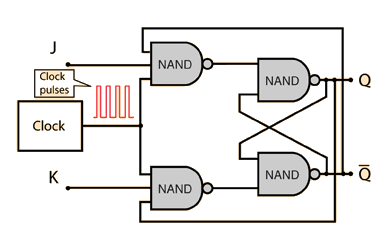 J
Clock
pulses
Clock
K
NAND
NAND
NAND
NAND
Q
Q̅